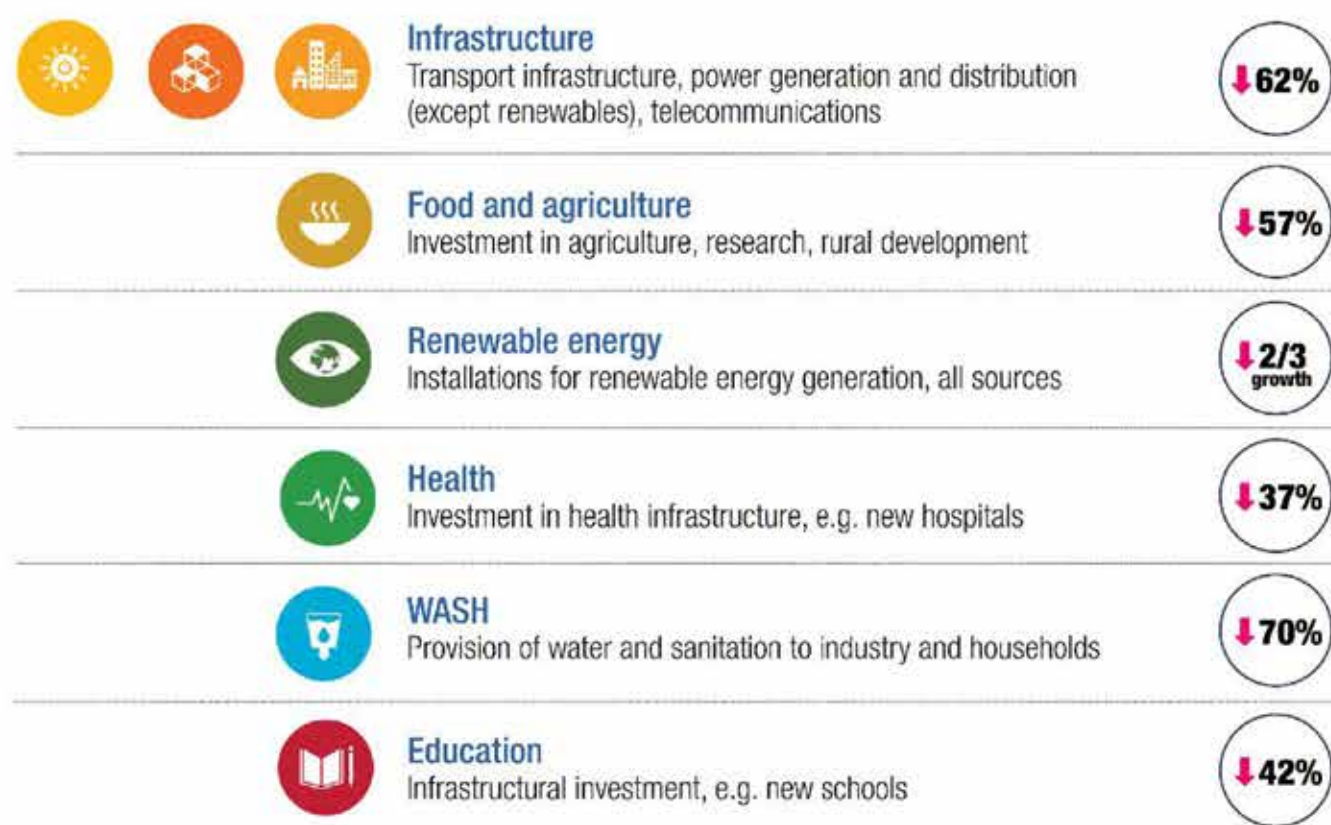 Infrastructure
Transport infrastructure, power generation and distribution
(except renewables), telecommunications
62%
Food and agriculture
Investment in agriculture, research, rural development
57%
Renewable energy
Installations for renewable energy generation, all sources
2/3
growth
Health
Investment in health infrastructure, e.g. new hospitals
37%
WASH
Provision of water and sanitation to industry and households
70%
Education
Infrastructural investment, e.g. new schools
42%